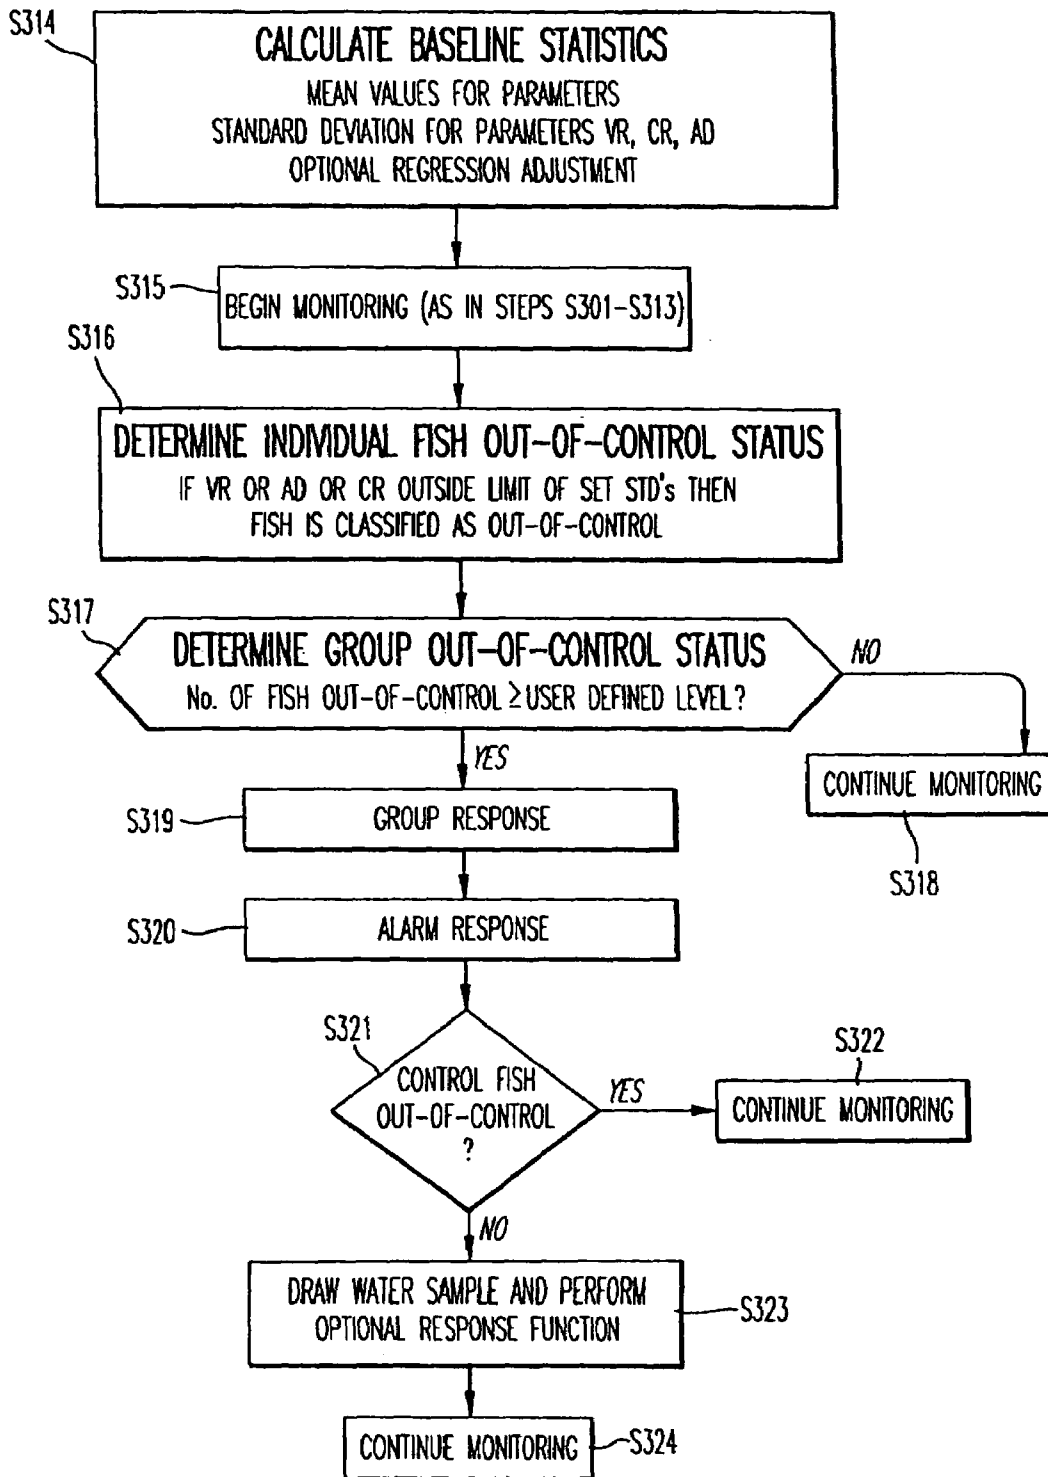 S314
CALCULATE BASELINE STATISTICS
MEAN VALUES FOR PARAMETERS
STANDARD DEVIATION FOR PARAMETERS VR, CR, AD
OPTIONAL REGRESSION ADJUSTMENT
S315
BEGIN MONITORING (AS IN STEPS S301-S313)
S316
DETERMINE INDIVIDUAL FISH OUT-OF-CONTROL STATUS
IF VR OR AD OR CR OUTSIDE LIMIT OF SET STD's THEN
FISH IS CLASSIFIED AS OUT-OF-CONTROL
S317
DETERMINE GROUP OUT-OF-CONTROL STATUS
No. OF FISH OUT-OF-CONTROL ≥ USER DEFINED LEVEL?
NO
YES
CONTINUE MONITORING
S318
S319
GROUP RESPONSE
S320
ALARM RESPONSE
S321
CONTROL FISH
OUT-OF-CONTROL
?
YES
S322
CONTINUE MONITORING
NO
DRAW WATER SAMPLE AND PERFORM
OPTIONAL RESPONSE FUNCTION
S323
CONTINUE MONITORING
S324